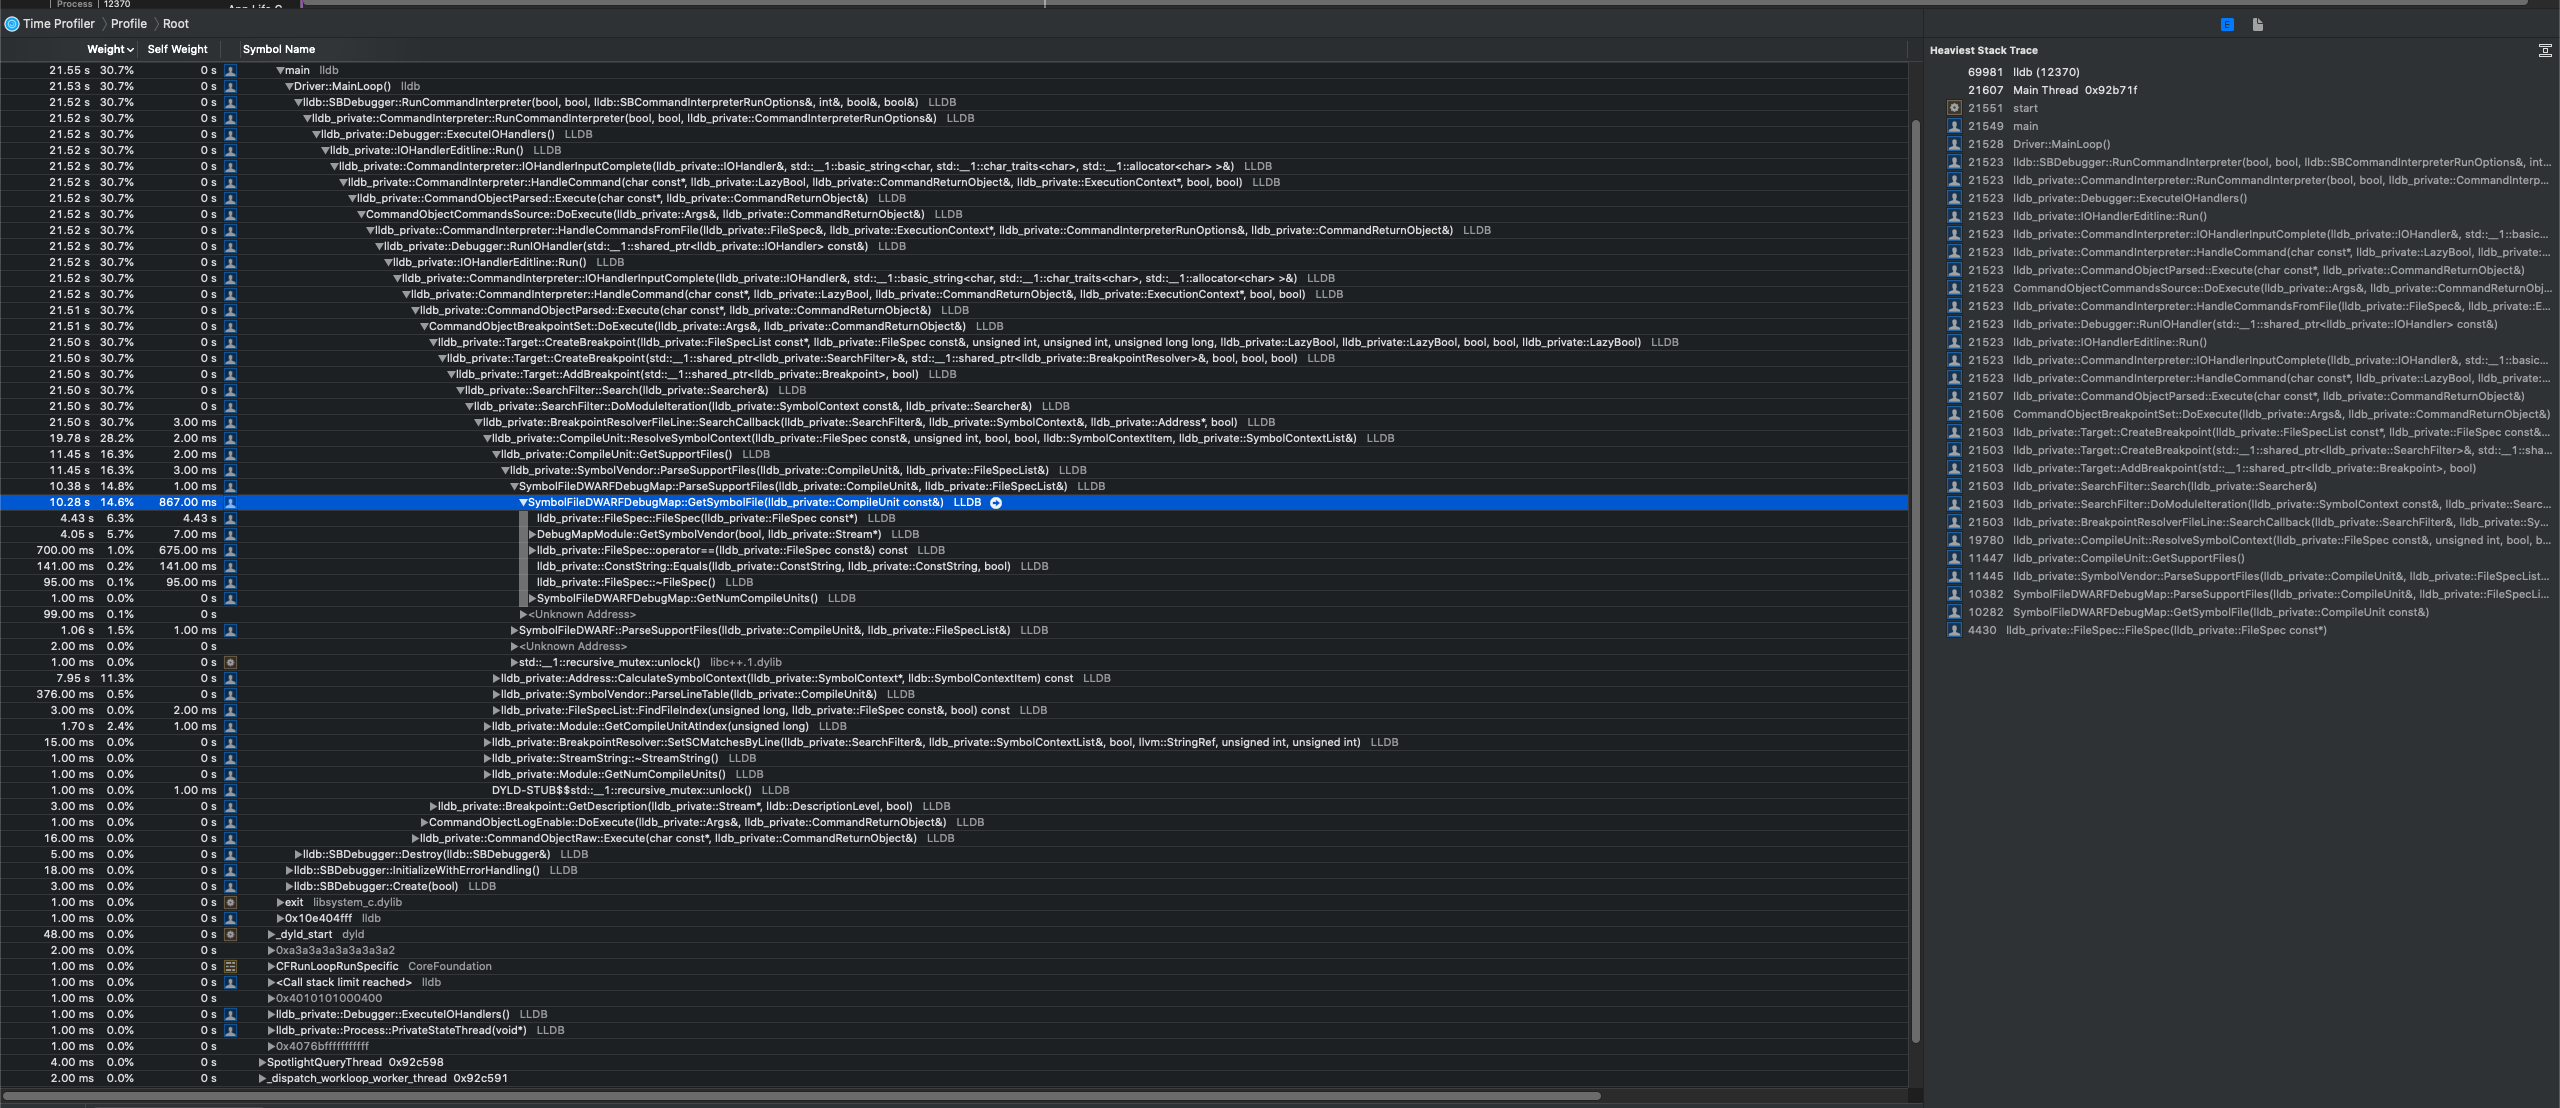 Process 12370
Time Profiler Profile Root
Weight Self Weight Symbol Name
21.55 s 30.7% 0 s main lldb
21.53 s 30.7% 0 s Driver::MainLoop() lldb
21.52 s 30.7% 0 s lldb::SBDebugger::RunCommandInterpreter(bool, bool, lldb::SBCommandInterpreterRunOptions&, int&, bool&, bool&) LLDB
21.52 s 30.7% 0 s lldb_private::CommandInterpreter::RunCommandInterpreter(bool, bool, lldb_private::CommandInterpreterRunOptions&) LLDB
21.52 s 30.7% 0 s lldb_private::Debugger::ExecuteIOHandlers() LLDB
21.52 s 30.7% 0 s lldb_private::IOHandlerEditline::Run() LLDB
21.52 s 30.7% 0 s lldb_private::CommandInterpreter::IOHandlerInputComplete(lldb_private::IOHandler&, std::__1::basic_string<char, std::__1::char_traits<char>, std::__1::allocator<char> >&) LLDB
21.52 s 30.7% 0 s lldb_private::CommandInterpreter::HandleCommand(char const*, lldb_private::LazyBool, lldb_private::CommandReturnObject&, lldb_private::ExecutionContext*, bool, bool) LLDB
21.52 s 30.7% 0 s lldb_private::CommandObjectParsed::Execute(char const*, lldb_private::CommandReturnObject&) LLDB
21.52 s 30.7% 0 s CommandObjectCommandsSource::DoExecute(lldb_private::Args&, lldb_private::CommandReturnObject&) LLDB
21.52 s 30.7% 0 s lldb_private::CommandInterpreter::HandleCommandsFromFile(lldb_private::FileSpec&, lldb_private::ExecutionContext*, lldb_private::CommandInterpreterRunOptions&, lldb_private::CommandReturnObject&) LLDB
21.52 s 30.7% 0 s lldb_private::Debugger::RunIOHandler(std::__1::shared_ptr<lldb_private::IOHandler> const&) LLDB
21.52 s 30.7% 0 s lldb_private::IOHandlerEditline::Run() LLDB
21.52 s 30.7% 0 s lldb_private::CommandInterpreter::IOHandlerInputComplete(lldb_private::IOHandler&, std::__1::basic_string<char, std::__1::char_traits<char>, std::__1::allocator<char> >&) LLDB
21.52 s 30.7% 0 s lldb_private::CommandInterpreter::HandleCommand(char const*, lldb_private::LazyBool, lldb_private::CommandReturnObject&, lldb_private::ExecutionContext*, bool, bool) LLDB
21.51 s 30.7% 0 s lldb_private::CommandObjectParsed::Execute(char const*, lldb_private::CommandReturnObject&) LLDB
21.51 s 30.7% 0 s CommandObjectBreakpointSet::DoExecute(lldb_private::Args&, lldb_private::CommandReturnObject&) LLDB
21.50 s 30.7% 0 s lldb_private::Target::CreateBreakpoint(lldb_private::FileSpecList const*, lldb_private::FileSpec const&, unsigned int, unsigned int, unsigned long long, lldb_private::LazyBool, lldb_private::LazyBool, bool, bool, lldb_private::LazyBool) LLDB
21.50 s 30.7% 0 s lldb_private::Target::CreateBreakpoint(std::__1::shared_ptr<lldb_private::SearchFilter>&, std::__1::shared_ptr<lldb_private::BreakpointResolver>&, bool, bool, bool) LLDB
21.50 s 30.7% 0 s lldb_private::Target::AddBreakpoint(std::__1::shared_ptr<lldb_private::Breakpoint>, bool) LLDB
21.50 s 30.7% 0 s lldb_private::SearchFilter::Search(lldb_private::Searcher&) LLDB
21.50 s 30.7% 0 s lldb_private::SearchFilter::DoModuleIteration(lldb_private::SymbolContext const&, lldb_private::Searcher&) LLDB
21.50 s 30.7% 3.00 ms lldb_private::BreakpointResolverFileLine::SearchCallback(lldb_private::SearchFilter&, lldb_private::SymbolContext&, lldb_private::Address*, bool) LLDB
19.78 s 28.2% 2.00 ms lldb_private::CompileUnit::ResolveSymbolContext(lldb_private::FileSpec const&, unsigned int, bool, bool, lldb::SymbolContextItem, lldb_private::SymbolContextList&) LLDB
11.45 s 16.3% 2.00 ms lldb_private::CompileUnit::GetSupportFiles() LLDB
11.45 s 16.3% 3.00 ms lldb_private::SymbolVendor::ParseSupportFiles(lldb_private::CompileUnit&, lldb_private::FileSpecList&) LLDB
10.38 s 14.8% 1.00 ms SymbolFileDWARFDebugMap::ParseSupportFiles(lldb_private::CompileUnit&, lldb_private::FileSpecList&) LLDB
10.28 s 14.6% 867.00 ms SymbolFileDWARFDebugMap::GetSymbolFile(lldb_private::CompileUnit const&) LLDB
4.43 s 6.3% 4.43 s lldb_private::FileSpec::FileSpec(lldb_private::FileSpec const*) LLDB
4.05 s 5.7% 7.00 ms DebugMapModule::GetSymbolVendor(bool, lldb_private::Stream*) LLDB
700.00 ms 1.0% 675.00 ms lldb_private::FileSpec::operator==(lldb_private::FileSpec const&) const LLDB
141.00 ms 0.2% 141.00 ms lldb_private::ConstString::Equals(lldb_private::ConstString, lldb_private::ConstString, bool) LLDB
95.00 ms 0.1% 95.00 ms lldb_private::FileSpec::~FileSpec() LLDB
1.00 ms 0.0% 0 s SymbolFileDWARFDebugMap::GetNumCompileUnits() LLDB
99.00 ms 0.1% 0 s <Unknown Address>
1.06 s 1.5% 1.00 ms SymbolFileDWARF::ParseSupportFiles(lldb_private::CompileUnit&, lldb_private::FileSpecList&) LLDB
2.00 ms 0.0% 0 s <Unknown Address>
1.00 ms 0.0% 0 s std::__1::recursive_mutex::unlock() libc++.1.dylib
7.95 s 11.3% 0 s lldb_private::Address::CalculateSymbolContext(lldb_private::SymbolContext*, lldb::SymbolContextItem) const LLDB
376.00 ms 0.5% 0 s lldb_private::SymbolVendor::ParseLineTable(lldb_private::CompileUnit&) LLDB
3.00 ms 0.0% 2.00 ms lldb_private::FileSpecList::FindFileIndex(unsigned long, lldb_private::FileSpec const&, bool) const LLDB
1.70 s 2.4% 1.00 ms lldb_private::Module::GetCompileUnitAtIndex(unsigned long) LLDB
15.00 ms 0.0% 0 s lldb_private::BreakpointResolver::SetSCMatchesByLine(lldb_private::SearchFilter&, lldb_private::SymbolContextList&, bool, llvm::StringRef, unsigned int, unsigned int) LLDB
1.00 ms 0.0% 0 s lldb_private::StreamString::~StreamString() LLDB
1.00 ms 0.0% 0 s lldb_private::Module::GetNumCompileUnits() LLDB
1.00 ms 0.0% 1.00 ms DYLD-STUB$$std::__1::recursive_mutex::unlock() LLDB
3.00 ms 0.0% 0 s lldb_private::Breakpoint::GetDescription(lldb_private::Stream*, lldb::DescriptionLevel, bool) LLDB
1.00 ms 0.0% 0 s CommandObjectLogEnable::DoExecute(lldb_private::Args&, lldb_private::CommandReturnObject&) LLDB
16.00 ms 0.0% 0 s lldb_private::CommandObjectRaw::Execute(char const*, lldb_private::CommandReturnObject&) LLDB
5.00 ms 0.0% 0 s lldb::SBDebugger::Destroy(lldb::SBDebugger&) LLDB
18.00 ms 0.0% 0 s lldb::SBDebugger::InitializeWithErrorHandling() LLDB
3.00 ms 0.0% 0 s lldb::SBDebugger::Create(bool) LLDB
1.00 ms 0.0% 0 s exit libsystem_c.dylib
1.00 ms 0.0% 0 s 0x10e404fff lldb
48.00 ms 0.0% 0 s _dyld_start dyld
2.00 ms 0.0% 0 s 0xa3a3a3a3a3a3a3a2
1.00 ms 0.0% 0 s CFRunLoopRunSpecific CoreFoundation
1.00 ms 0.0% 0 s <Call stack limit reached> lldb
1.00 ms 0.0% 0 s 0x4010101000400
1.00 ms 0.0% 0 s lldb_private::Debugger::ExecuteIOHandlers() LLDB
1.00 ms 0.0% 0 s lldb_private::Process::PrivateStateThread(void*) LLDB
1.00 ms 0.0% 0 s 0x4076bfffffffffff
4.00 ms 0.0% 0 s SpotlightQueryThread 0x92c598
2.00 ms 0.0% 0 s _dispatch_workloop_worker_thread 0x92c591
E
Heaviest Stack Trace
69981 lldb (12370)
21607 Main Thread 0x92b71f
21551 start
21549 main
21528 Driver::MainLoop()
21523 lldb::SBDebugger::RunCommandInterpreter(bool, bool, lldb::SBCommandInterpreterRunOptions&, int...
21523 lldb_private::CommandInterpreter::RunCommandInterpreter(bool, bool, lldb_private::CommandInterp...
21523 lldb_private::Debugger::ExecuteIOHandlers()
21523 lldb_private::IOHandlerEditline::Run()
21523 lldb_private::CommandInterpreter::IOHandlerInputComplete(lldb_private::IOHandler&, std::__1::basic...
21523 lldb_private::CommandInterpreter::HandleCommand(char const*, lldb_private::LazyBool, lldb_private::...
21523 lldb_private::CommandObjectParsed::Execute(char const*, lldb_private::CommandReturnObject&)
21523 CommandObjectCommandsSource::DoExecute(lldb_private::Args&, lldb_private::CommandReturnObj...
21523 lldb_private::CommandInterpreter::HandleCommandsFromFile(lldb_private::FileSpec&, lldb_private::E...
21523 lldb_private::Debugger::RunIOHandler(std::__1::shared_ptr<lldb_private::IOHandler> const&)
21523 lldb_private::IOHandlerEditline::Run()
21523 lldb_private::CommandInterpreter::IOHandlerInputComplete(lldb_private::IOHandler&, std::__1::basic...
21523 lldb_private::CommandInterpreter::HandleCommand(char const*, lldb_private::LazyBool, lldb_private::...
21507 lldb_private::CommandObjectParsed::Execute(char const*, lldb_private::CommandReturnObject&)
21506 CommandObjectBreakpointSet::DoExecute(lldb_private::Args&, lldb_private::CommandReturnObject&)
21503 lldb_private::Target::CreateBreakpoint(lldb_private::FileSpecList const*, lldb_private::FileSpec const&...
21503 lldb_private::Target::CreateBreakpoint(std::__1::shared_ptr<lldb_private::SearchFilter>&, std::__1::sha...
21503 lldb_private::Target::AddBreakpoint(std::__1::shared_ptr<lldb_private::Breakpoint>, bool)
21503 lldb_private::SearchFilter::Search(lldb_private::Searcher&)
21503 lldb_private::SearchFilter::DoModuleIteration(lldb_private::SymbolContext const&, lldb_private::Searc...
21503 lldb_private::BreakpointResolverFileLine::SearchCallback(lldb_private::SearchFilter&, lldb_private::Sy...
19780 lldb_private::CompileUnit::ResolveSymbolContext(lldb_private::FileSpec const&, unsigned int, bool, b...
11447 lldb_private::CompileUnit::GetSupportFiles()
11445 lldb_private::SymbolVendor::ParseSupportFiles(lldb_private::CompileUnit&, lldb_private::FileSpecList...
10382 SymbolFileDWARFDebugMap::ParseSupportFiles(lldb_private::CompileUnit&, lldb_private::FileSpecLi...
10282 SymbolFileDWARFDebugMap::GetSymbolFile(lldb_private::CompileUnit const&)
4430 lldb_private::FileSpec::FileSpec(lldb_private::FileSpec const*)